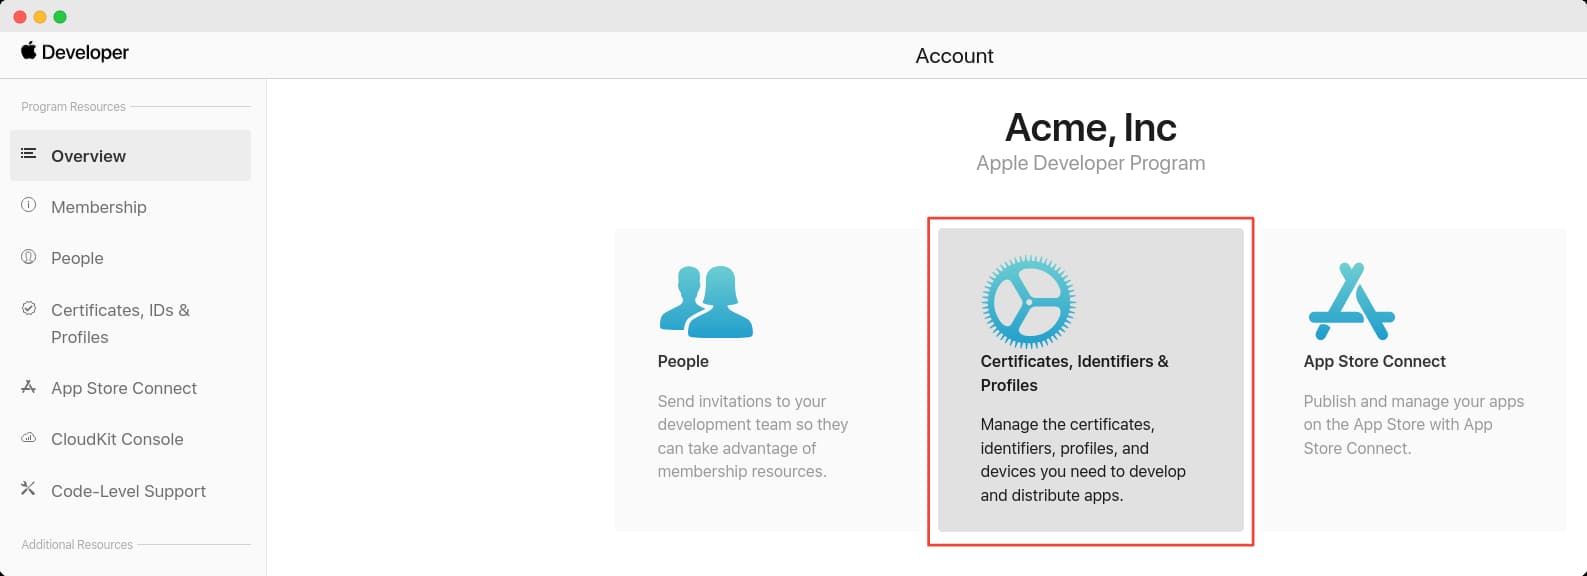 Developer
Account
Program Resources
Overview
Membership
People
Certificates, IDs &
Profiles
App Store Connect
CloudKit Console
Code-Level Support
Additional Resources
Acme, Inc
Apple Developer Program
People
Send invitations to your
development team so they
can take advantage of
membership resources.
Certificates, Identifiers &
Profiles
Manage the certificates,
identifiers, profiles, and
devices you need to develop
and distribute apps.
App Store Connect
Publish and manage your apps
on the App Store with App
Store Connect.